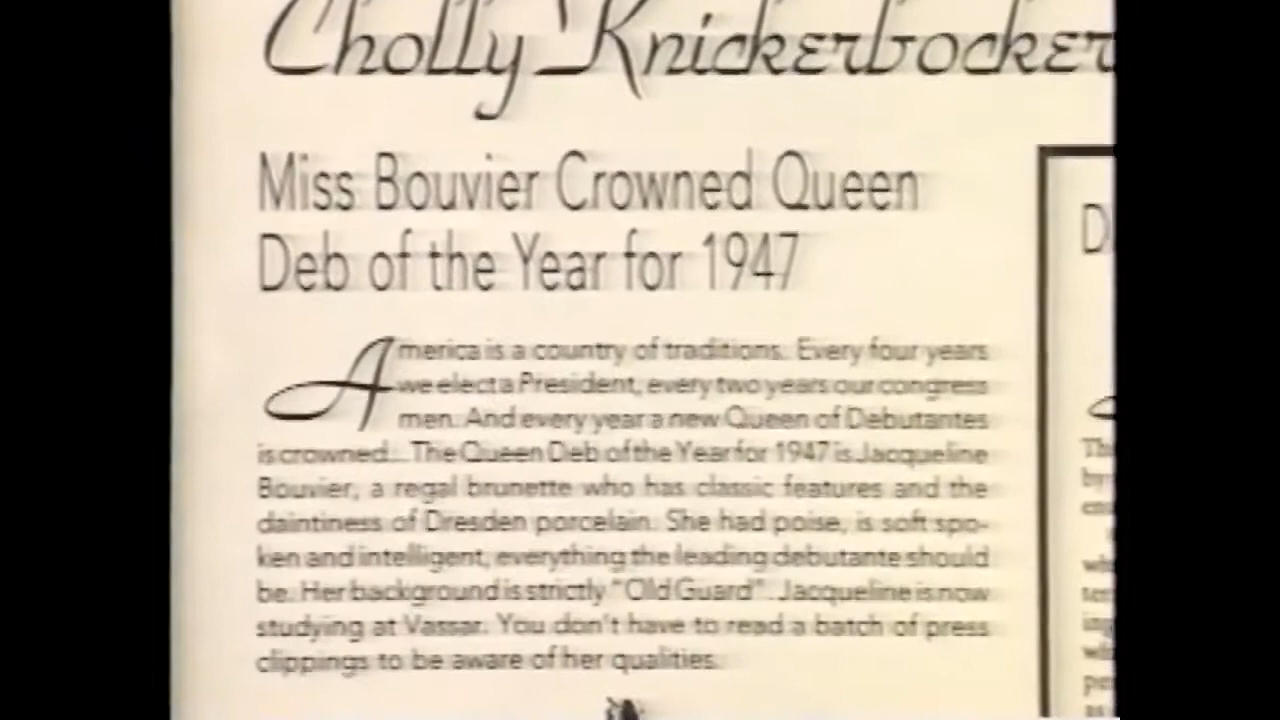 Cholly Knickerbocker
Miss Bouvier Crowned Queen
Deb of the Year for 1947
America is a country of traditions. Every four years
we elect a President, every two years our congress
men. And every year a new Queen of Debutantes
is crowned... The Queen Deb of the Year for 1947 is Jacqueline
Bouvier, a regal brunette who has classic features and the
daintiness of Dresden porcelain. She had poise, is soft spo-
ken and intelligent, everything the leading debutante should
be. Her background is strictly "Old Guard". Jacqueline is now
studying at Vassar. You don't have to read a batch of press
clippings to be aware of her qualities.